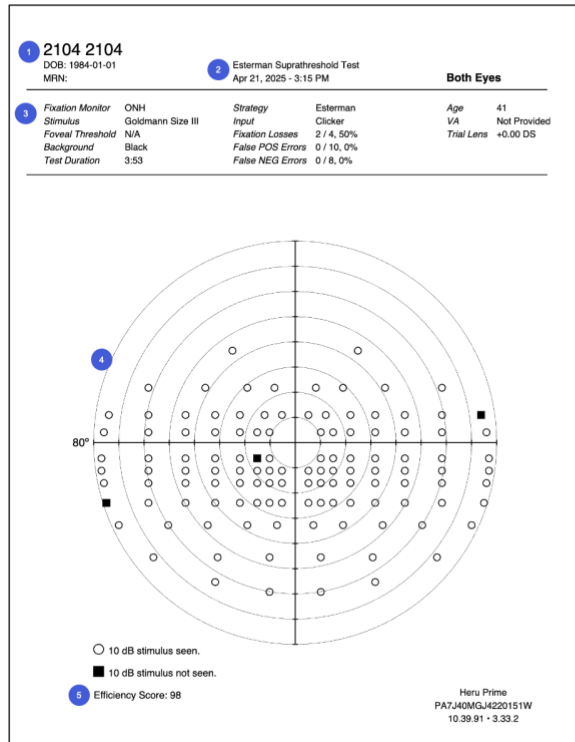 1 2104 2104
DOB: 1984-01-01
MRN:
2 Esterman Suprathreshold Test
Apr 21, 2025 - 3:15 PM
Both Eyes
3 Fixation Monitor ONH Strategy Esterman Age 41
Stimulus Goldmann Size III Input Clicker VA Not Provided
Foveal Threshold N/A Fixation Losses 2 / 4, 50% Trial Lens +0.00 DS
Background Black False POS Errors 0 / 10, 0%
Test Duration 3:53 False NEG Errors 0 / 8, 0%
4
80°
10 dB stimulus seen.
10 dB stimulus not seen.
5 Efficiency Score: 98
Heru Prime
PA7J40MGJ4220151W
10.39.91 • 3.33.2